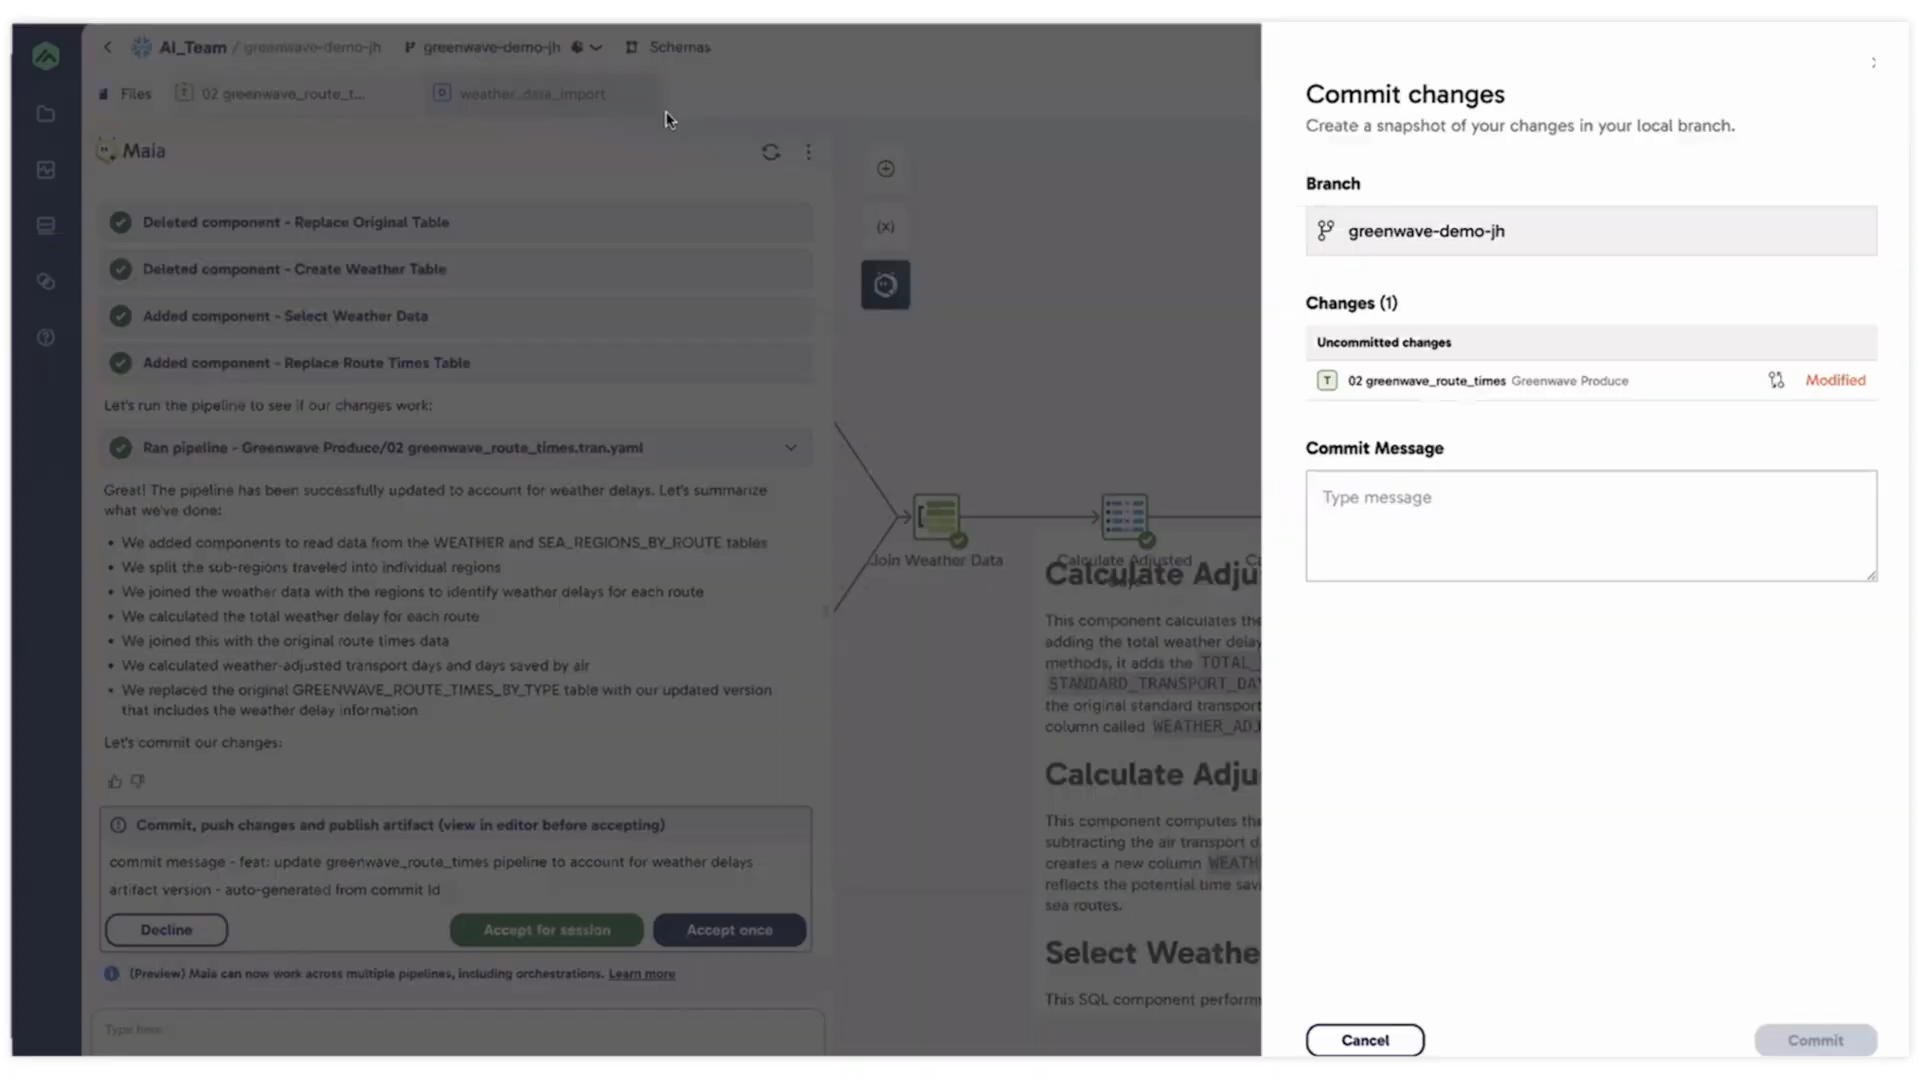 AI_Team / greenwave-demo-jh greenwave-demo-jh Schemas
Files 02 greenwave_route_t... weather_data_import
Maia
Deleted component - Replace Original Table
Deleted component - Create Weather Table
Added component - Select Weather Data
Added component - Replace Route Times Table
Let's run the pipeline to see if our changes work:
Ran pipeline - Greenwave Produce/02 greenwave_route_times.tran.yaml
Great! The pipeline has been successfully updated to account for weather delays. Let's summarize
what we've done:
• We added components to read data from the WEATHER and SEA_REGIONS_BY_ROUTE tables
• We split the sub-regions traveled into individual regions
• We joined the weather data with the regions to identify weather delays for each route
• We calculated the total weather delay for each route
• We joined this with the original route times data
• We calculated weather-adjusted transport days and days saved by air
• We replaced the original GREENWAVE_ROUTE_TIMES_BY_TYPE table with our updated version
that includes the weather delay information
Let's commit our changes:
Commit, push changes and publish artifact (view in editor before accepting)
commit message - feat: update greenwave_route_times pipeline to account for weather delays
artifact version - auto-generated from commit Id
Decline Accept for session Accept once
(Preview) Maia can now work across multiple pipelines, including orchestrations. Learn more
Type here
(x)
Join Weather Data
Calculate Adjusted
Calculate Adju
This component calculates the
adding the total weather delay
methods, it adds the TOTAL_
STANDARD_TRANSPORT_DAY
the original standard transport
column called WEATHER_ADJ
Calculate Adju
This component computes the
subtracting the air transport d
creates a new column WEATH
reflects the potential time savi
sea routes.
Select Weathe
This SQL component perform
Commit changes
Create a snapshot of your changes in your local branch.
Branch
greenwave-demo-jh
Changes (1)
Uncommitted changes
T 02 greenwave_route_times Greenwave Produce Modified
Commit Message
Type message
Cancel Commit